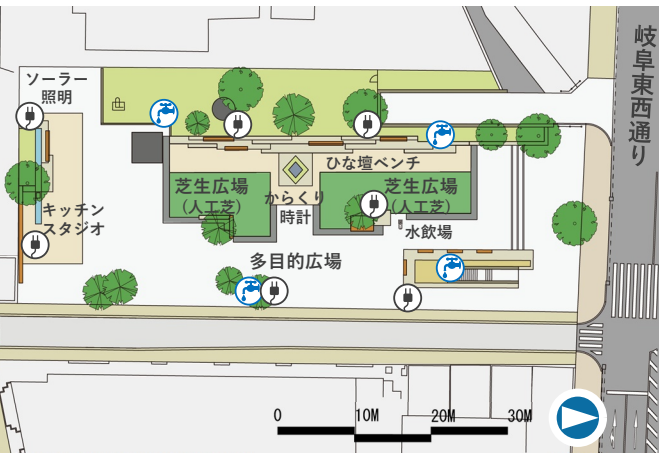 岐阜東西通り
ソーラー
照明
ひな壇ベンチ
芝生広場
(人工芝)
からくり
時計
芝生広場
(人工芝)
キッチン
スタジオ
水飲場
多目的広場
0 10M 20M 30M